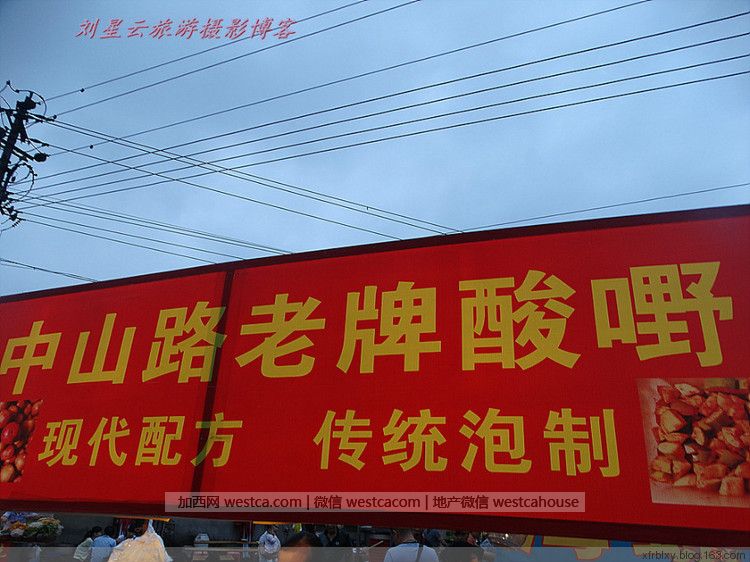 刘星云旅游摄影博客
中山路老牌酸嘢
现代配方 传统泡制
加西网 westca.com | 微信 westcacom | 地产微信 westcahouse
xfrblxy.blog.163.com